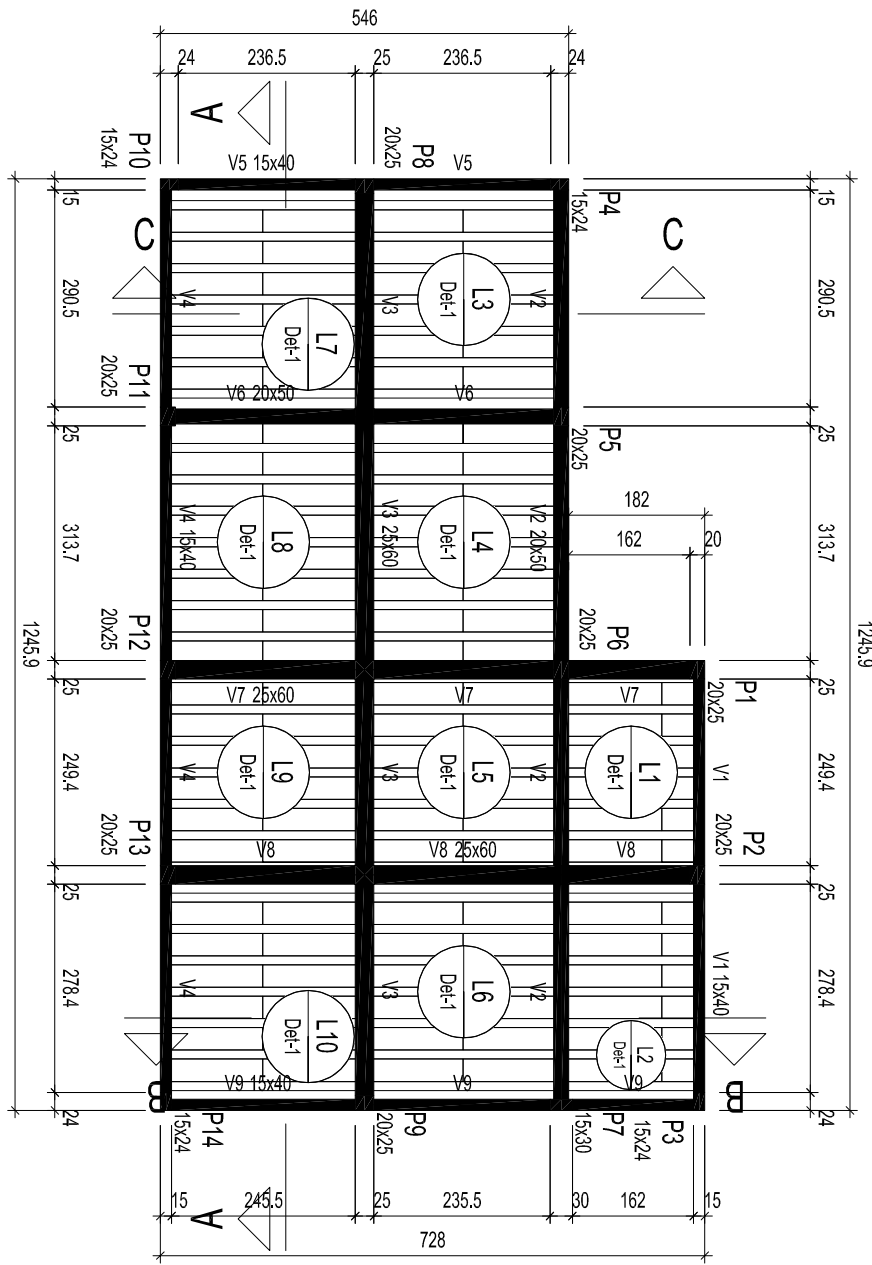 546
24
236.5
25
236.5
24
A
P10
15x24
V5 15x40
P8
20x25
V5
P4
15x24
15
15
C
C
290.5
V4
V3
V2
290.5
L3
Det-1
L7
Det-1
P11
20x25
V6 20x50
V6
25
25
P5
20x25
182
162
20
313.7
V4 15x40
L8
Det-1
V3 25x60
L4
Det-1
V2 20x50
313.7
1245.9
1245.9
P12
20x25
P6
20x25
25
V7 25x60
V7
V7
P1
20x25
25
249.4
V4
L9
Det-1
V3
L5
Det-1
V2
L1
Det-1
V1
249.4
P13
20x25
V8
V8 25x60
V8
P2
20x25
25
25
278.4
V4
L10
Det-1
V3
L6
Det-1
V2
L2
Det-1
V1 15x40
278.4
B
V9 15x40
V9
V9
B
24
24
P14
15x24
P9
20x25
P7
15x30
P3
15x24
15
245.5
25
235.5
30
162
15
A
728